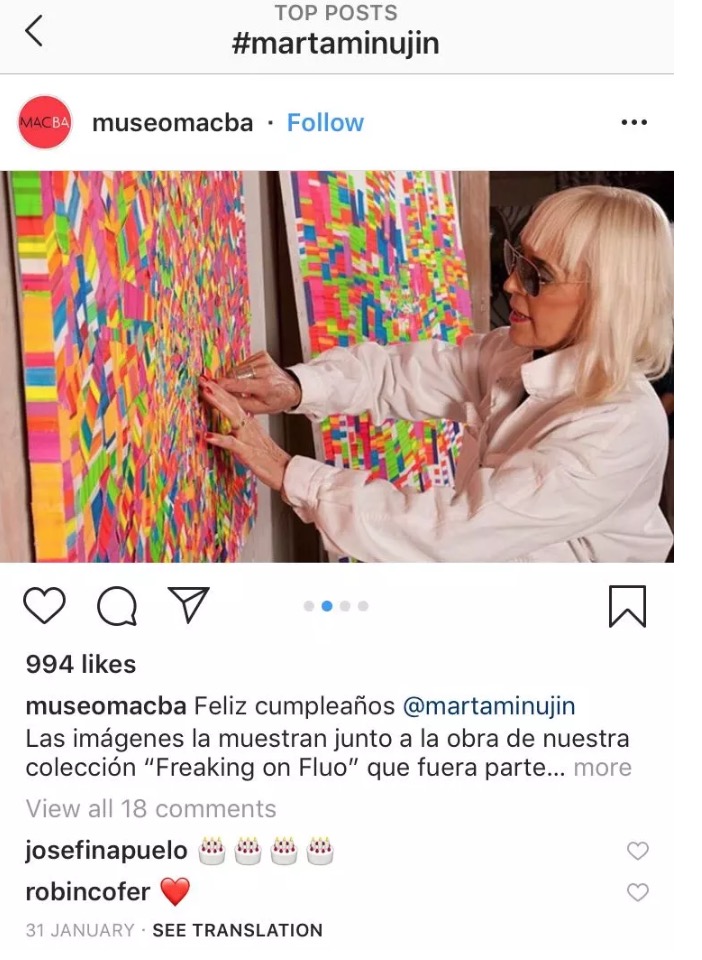 TOP POSTS
#martaminujin
MACBA
museomacba · Follow
994 likes
museomacba Feliz cumpleaños @martaminujin
Las imágenes la muestran junto a la obra de nuestra
colección “Freaking on Fluo” que fuera parte... more
View all 18 comments
josefinapuelo 🎂 🎂 🎂 🎂
robincofer ❤️
31 JANUARY · SEE TRANSLATION